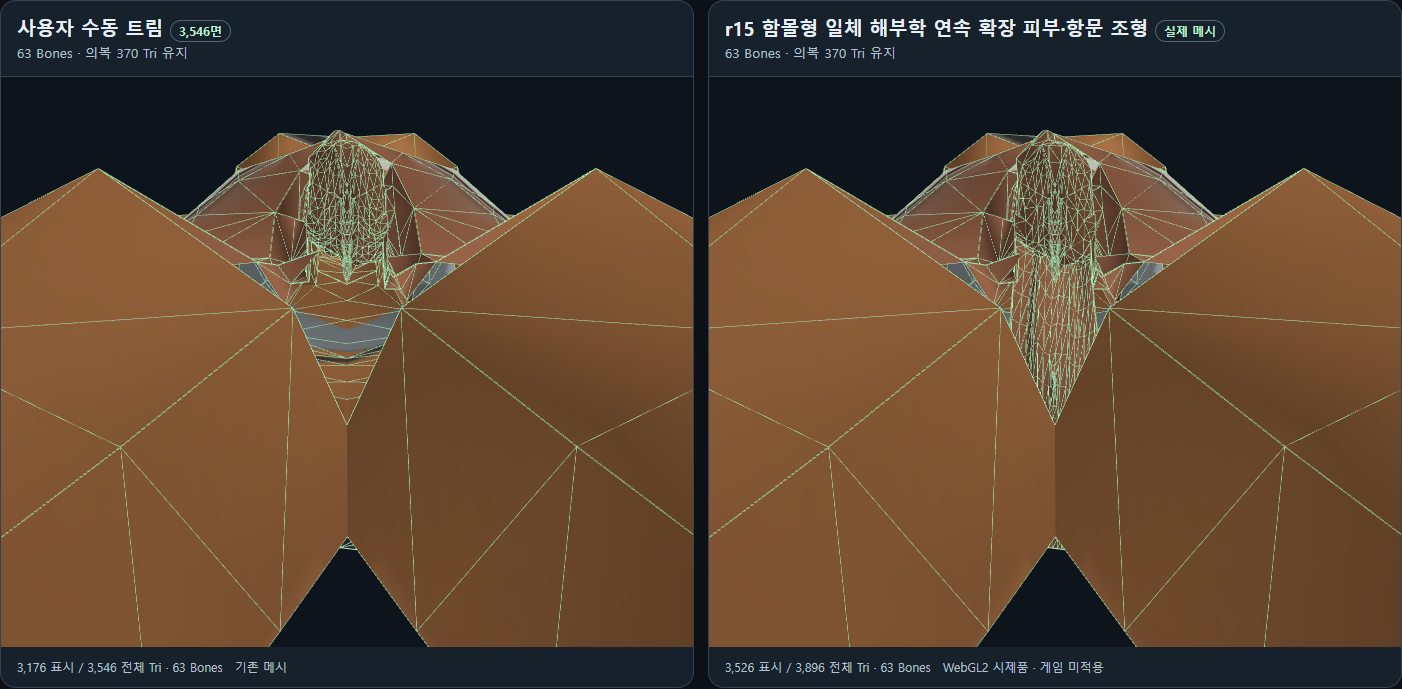 사용자 수동 트림 3,546면
63 Bones · 의복 370 Tri 유지
3,176 표시 / 3,546 전체 Tri · 63 Bones 기존 메시
r15 함몰형 일체 해부학 연속 확장 피부·항문 조형 실제 메시
63 Bones · 의복 370 Tri 유지
3,526 표시 / 3,896 전체 Tri · 63 Bones WebGL2 시제품 · 게임 미적용